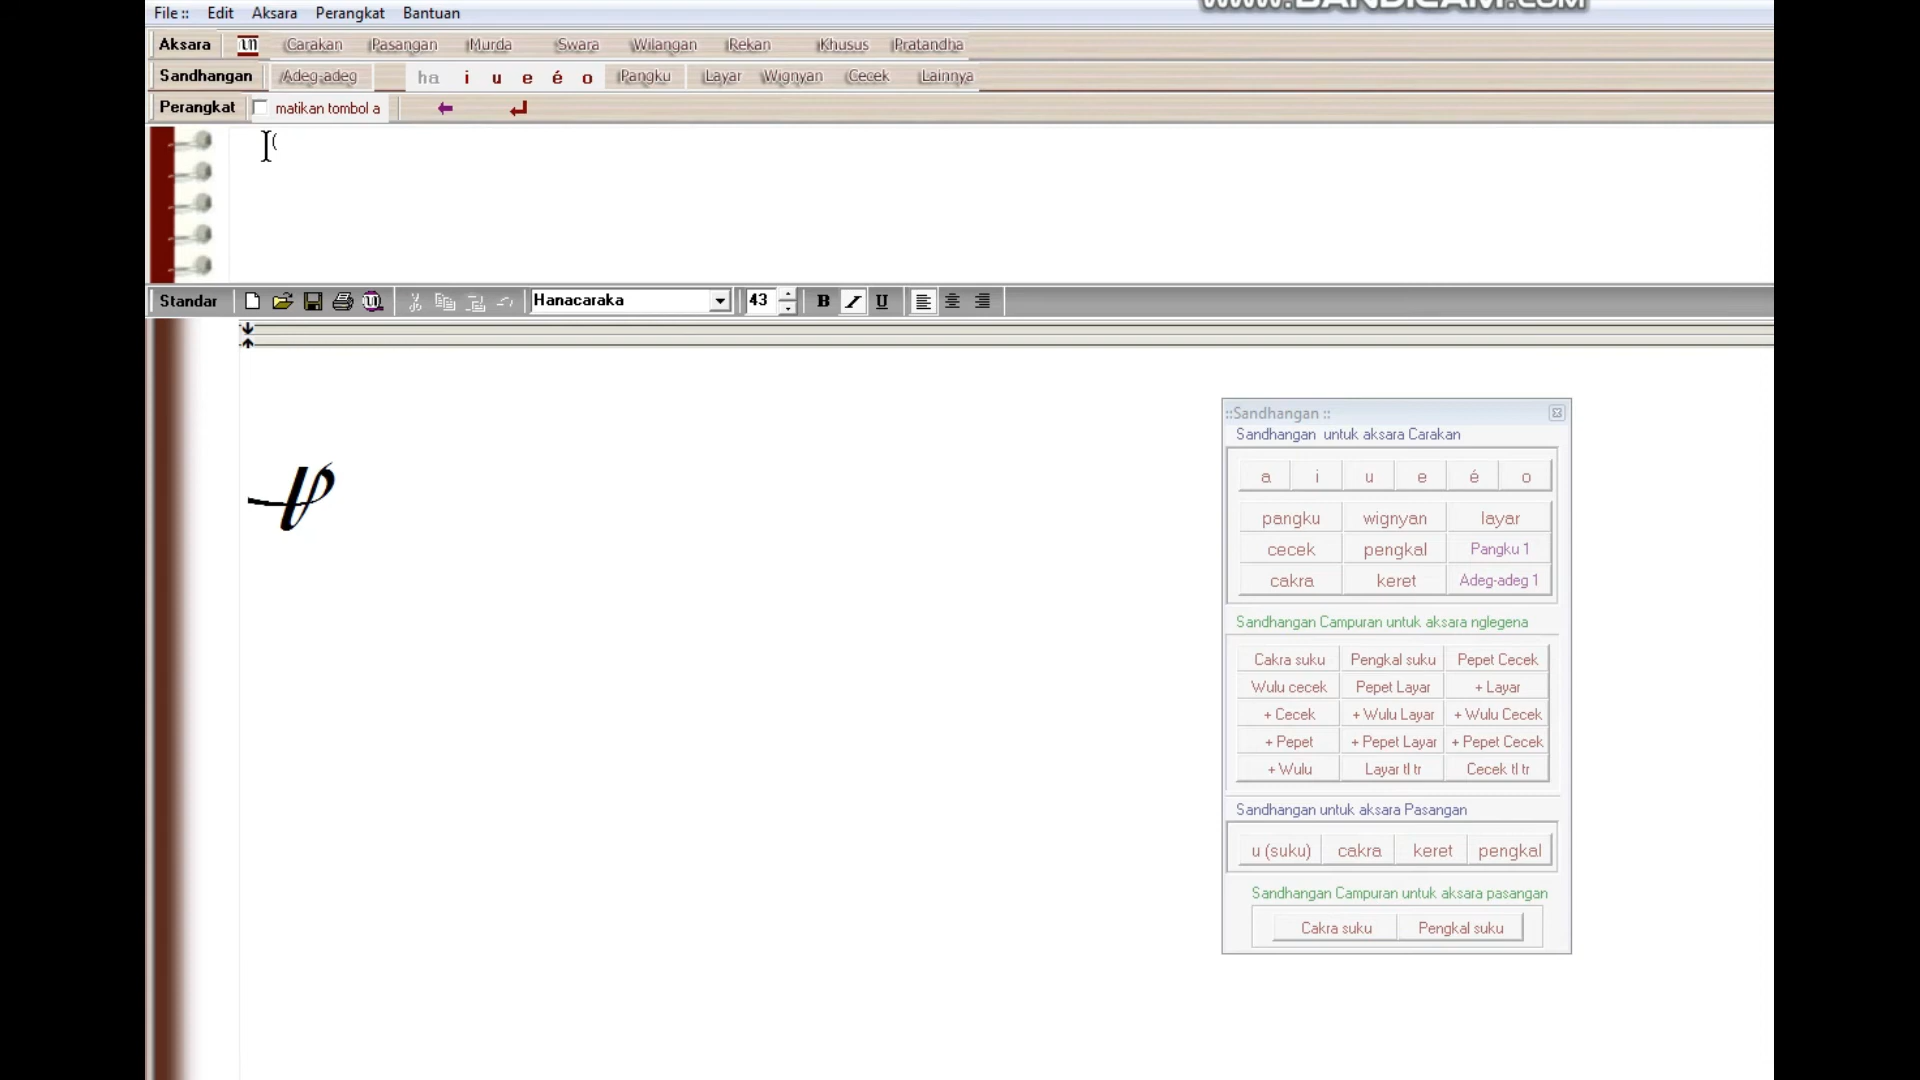 www.BANDICAM.com
File :: Edit Aksara Perangkat Bantuan
Aksara Carakan Pasangan Murda Swara Wilangan Rekan Khusus Pratandha
Sandhangan Adeg-adeg ha i u e é o Pangku Layar Wignyan Cecek Lainnya
Perangkat matikan tombol a
(
Standar Hanacaraka 43 B I U
::Sandhangan ::
Sandhangan untuk aksara Carakan
a i u e é o
pangku wignyan layar
cecek pengkal Pangku 1
cakra keret Adeg-adeg 1
Sandhangan Campuran untuk aksara nglegena
Cakra suku Pengkal suku Pepet Cecek
Wulu cecek Pepet Layar + Layar
+ Cecek + Wulu Layar + Wulu Cecek
+ Pepet + Pepet Layar + Pepet Cecek
+ Wulu Layar tl tr Cecek tl tr
Sandhangan untuk aksara Pasangan
u (suku) cakra keret pengkal
Sandhangan Campuran untuk aksara pasangan
Cakra suku Pengkal suku